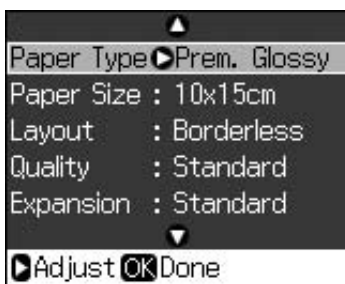 Paper Type Prem. Glossy
Paper Size : 10x15cm
Layout : Borderless
Quality : Standard
Expansion : Standard
Adjust OK Done